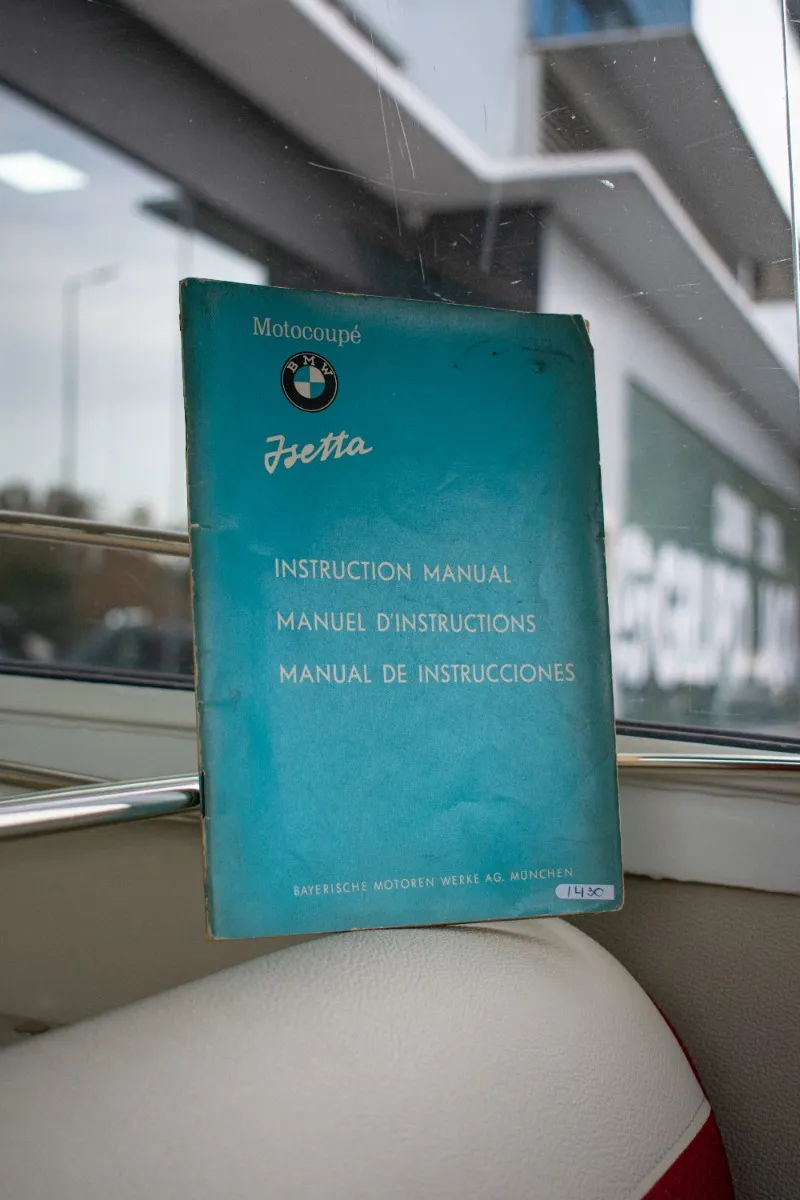 Motocoupé
BMW
Isetta
INSTRUCTION MANUAL
MANUEL D'INSTRUCTIONS
MANUAL DE INSTRUCCIONES
BAYERISCHE MOTOREN WERKE AG. MÜNCHEN
1430